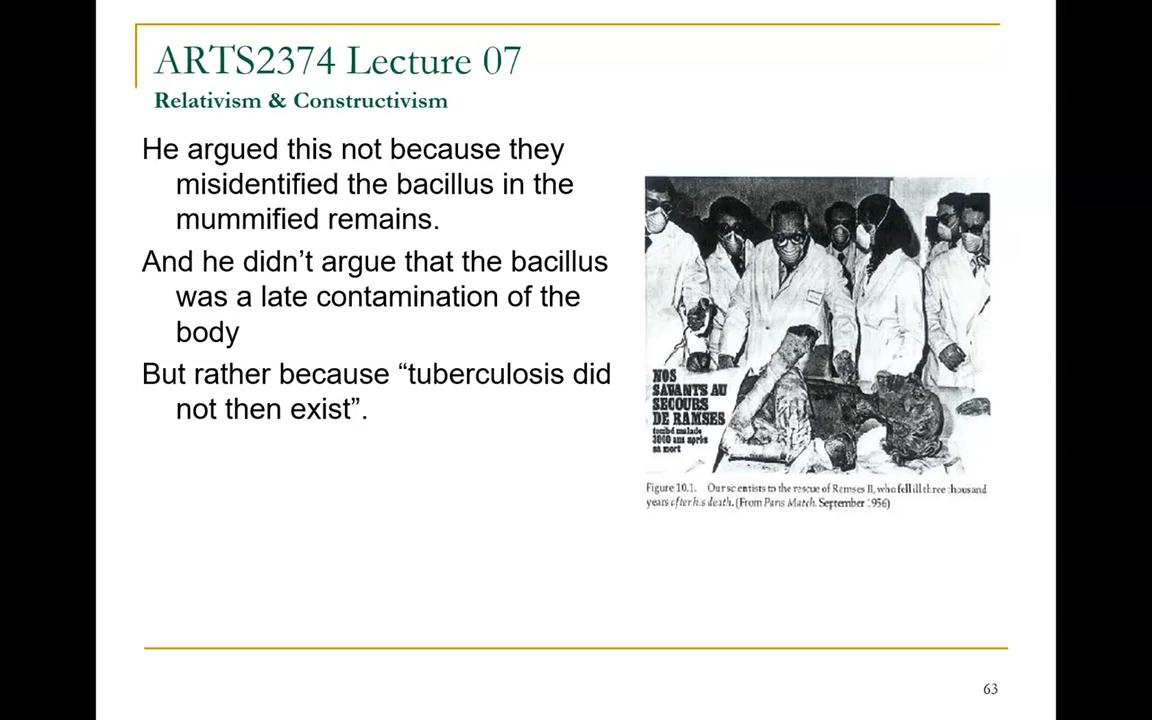 ARTS2374 Lecture 07
Relativism & Constructivism
He argued this not because they
misidentified the bacillus in the
mummified remains.
And he didn’t argue that the bacillus
was a late contamination of the
body
But rather because “tuberculosis did
not then exist”.
NOS
SAVANTS AU
SECOURS
DE RAMSES
tombé malade
3000 ans après
sa mort
Figure 10.1. Our scientists to the rescue of Ramses II, who fell ill three thousand
years after his death. (From Paris Match, September 1956)
63